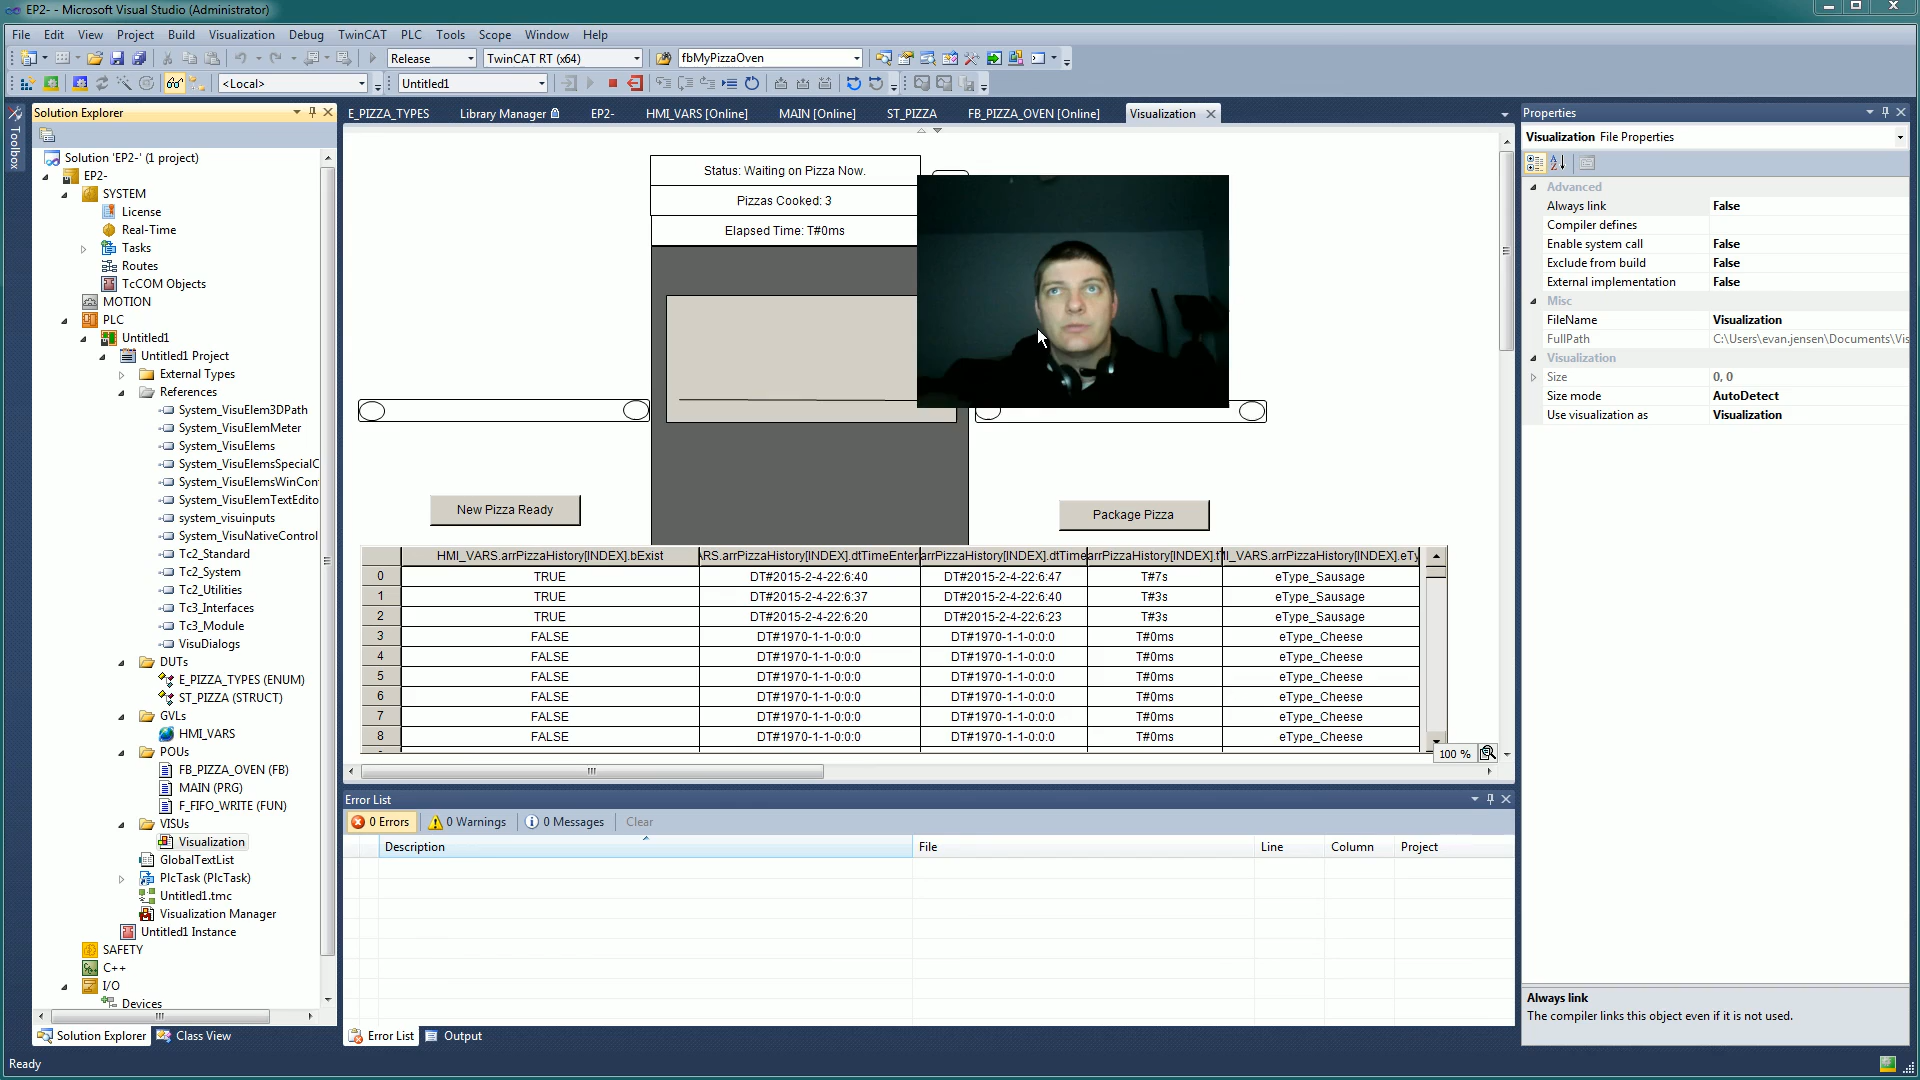 EP2- - Microsoft Visual Studio (Administrator)
File Edit View Project Build Visualization Debug TwinCAT PLC Tools Scope Window Help
Release TwinCAT RT (x64) fbMyPizzaOven
<Local> Untitled1
Toolbox
Solution Explorer
Solution 'EP2-' (1 project)
EP2-
SYSTEM
License
Real-Time
Tasks
Routes
TcCOM Objects
MOTION
PLC
Untitled1
Untitled1 Project
External Types
References
System_VisuElem3DPath
System_VisuElemMeter
System_VisuElems
System_VisuElemsSpecialC
System_VisuElemsWinCon
System_VisuElemTextEdito
system_visuinputs
System_VisuNativeControl
Tc2_Standard
Tc2_System
Tc2_Utilities
Tc3_Interfaces
Tc3_Module
VisuDialogs
DUTs
E_PIZZA_TYPES (ENUM)
ST_PIZZA (STRUCT)
GVLs
HMI_VARS
POUs
FB_PIZZA_OVEN (FB)
MAIN (PRG)
F_FIFO_WRITE (FUN)
VISUs
Visualization
GlobalTextList
PlcTask (PlcTask)
Untitled1.tmc
Visualization Manager
Untitled1 Instance
SAFETY
C++
I/O
Devices
Solution Explorer Class View
Ready
E_PIZZA_TYPES Library Manager EP2- HMI_VARS [Online] MAIN [Online] ST_PIZZA FB_PIZZA_OVEN [Online] Visualization
Status: Waiting on Pizza Now.
Pizzas Cooked: 3
Elapsed Time: T#0ms
New Pizza Ready
Package Pizza
HMI_VARS.arrPizzaHistory[INDEX].bExist ARS.arrPizzaHistory[INDEX].dtTimeEnter arrPizzaHistory[INDEX].dtTime arrPizzaHistory[INDEX].t I_VARS.arrPizzaHistory[INDEX].eTy
0 TRUE DT#2015-2-4-22:6:40 DT#2015-2-4-22:6:47 T#7s eType_Sausage
1 TRUE DT#2015-2-4-22:6:37 DT#2015-2-4-22:6:40 T#3s eType_Sausage
2 TRUE DT#2015-2-4-22:6:20 DT#2015-2-4-22:6:23 T#3s eType_Sausage
3 FALSE DT#1970-1-1-0:0:0 DT#1970-1-1-0:0:0 T#0ms eType_Cheese
4 FALSE DT#1970-1-1-0:0:0 DT#1970-1-1-0:0:0 T#0ms eType_Cheese
5 FALSE DT#1970-1-1-0:0:0 DT#1970-1-1-0:0:0 T#0ms eType_Cheese
6 FALSE DT#1970-1-1-0:0:0 DT#1970-1-1-0:0:0 T#0ms eType_Cheese
7 FALSE DT#1970-1-1-0:0:0 DT#1970-1-1-0:0:0 T#0ms eType_Cheese
8 FALSE DT#1970-1-1-0:0:0 DT#1970-1-1-0:0:0 T#0ms eType_Cheese
100 %
Error List
0 Errors 0 Warnings 0 Messages Clear
Description File Line Column Project
Error List Output
Properties
Visualization File Properties
Advanced
Always link False
Compiler defines
Enable system call False
Exclude from build False
External implementation False
Misc
FileName Visualization
FullPath C:\Users\evan.jensen\Documents\Vis
Visualization
Size 0, 0
Size mode AutoDetect
Use visualization as Visualization
Always link
The compiler links this object even if it is not used.